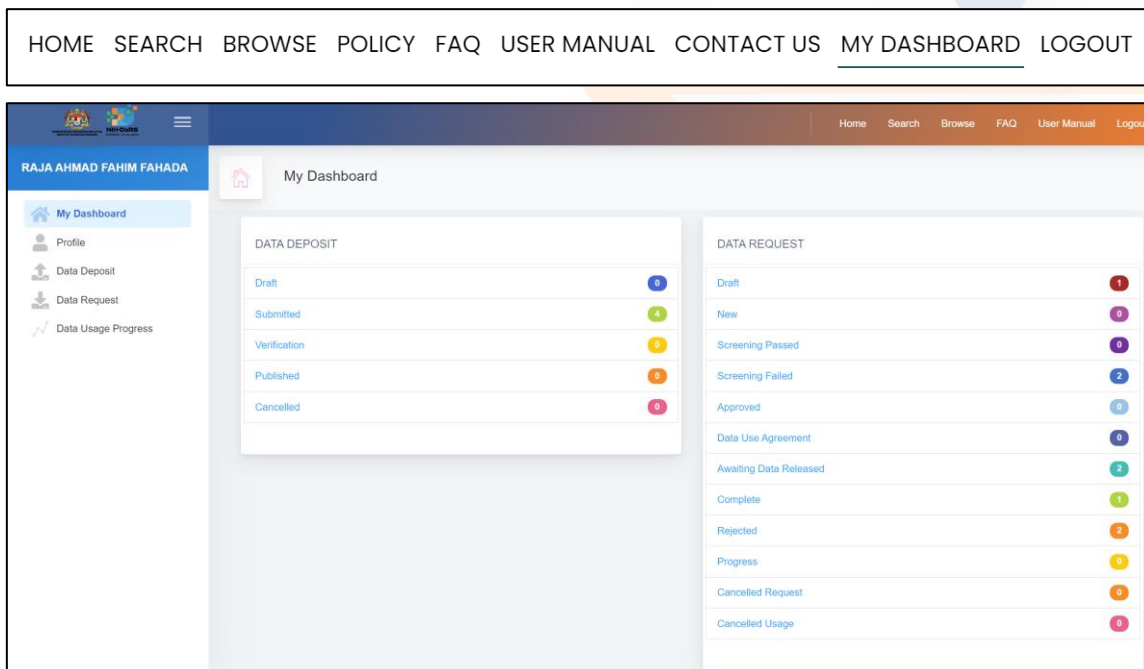 HOME SEARCH BROWSE POLICY FAQ USER MANUAL CONTACT US MY DASHBOARD LOGOUT
NIH-DaRS
Home Search Browse FAQ User Manual Logou
RAJA AHMAD FAHIM FAHADA
My Dashboard
My Dashboard
Profile
Data Deposit
Data Request
Data Usage Progress
DATA DEPOSIT
Draft 0
Submitted 4
Verification 0
Published 0
Cancelled 0
DATA REQUEST
Draft 1
New 0
Screening Passed 0
Screening Failed 2
Approved 0
Data Use Agreement 0
Awaiting Data Released 2
Complete 1
Rejected 2
Progress 0
Cancelled Request 0
Cancelled Usage 0